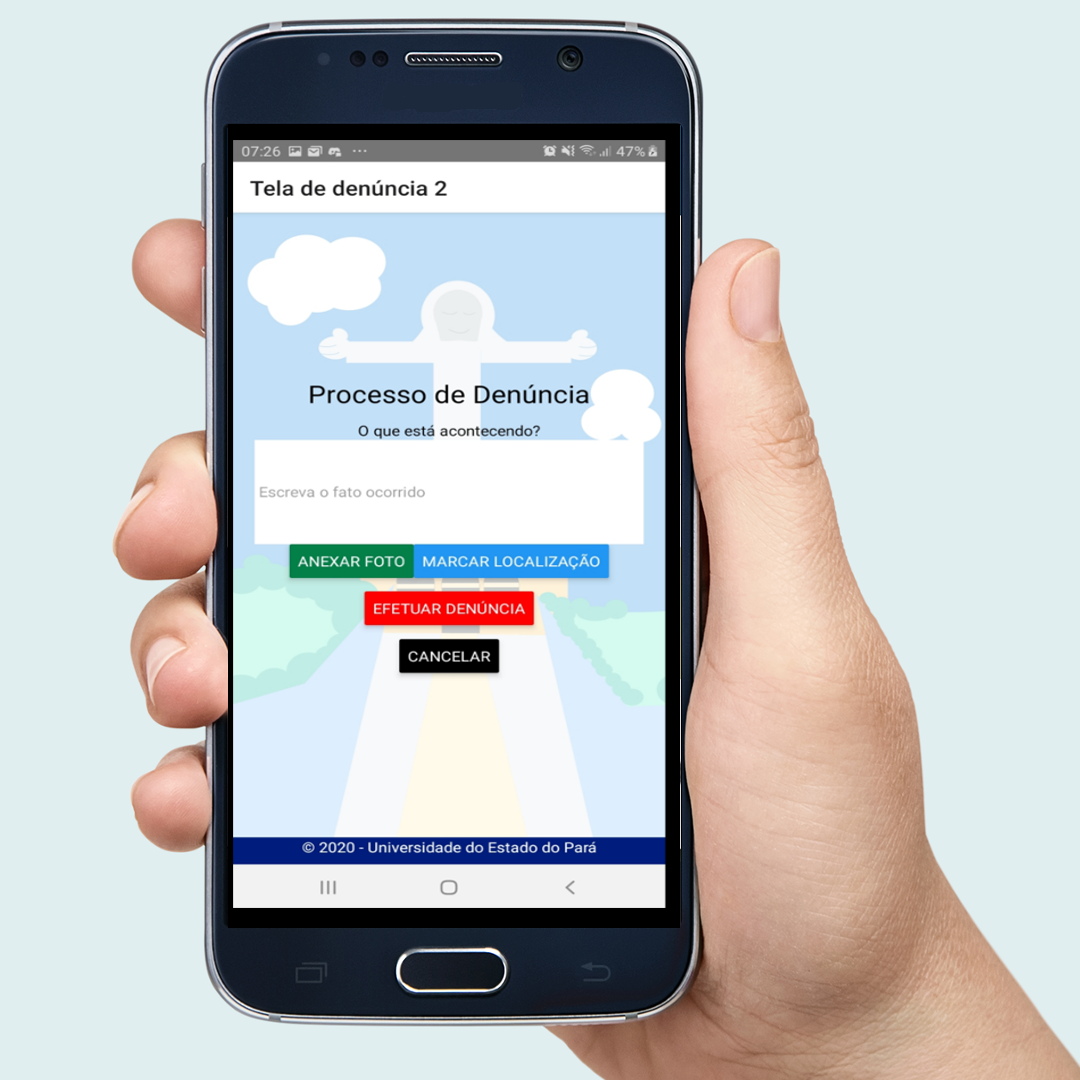 07:26 47%
Tela de denúncia 2
Processo de Denúncia
O que está acontecendo?
Escreva o fato ocorrido
ANEXAR FOTO MARCAR LOCALIZAÇÃO
EFETUAR DENÚNCIA
CANCELAR
© 2020 - Universidade do Estado do Pará